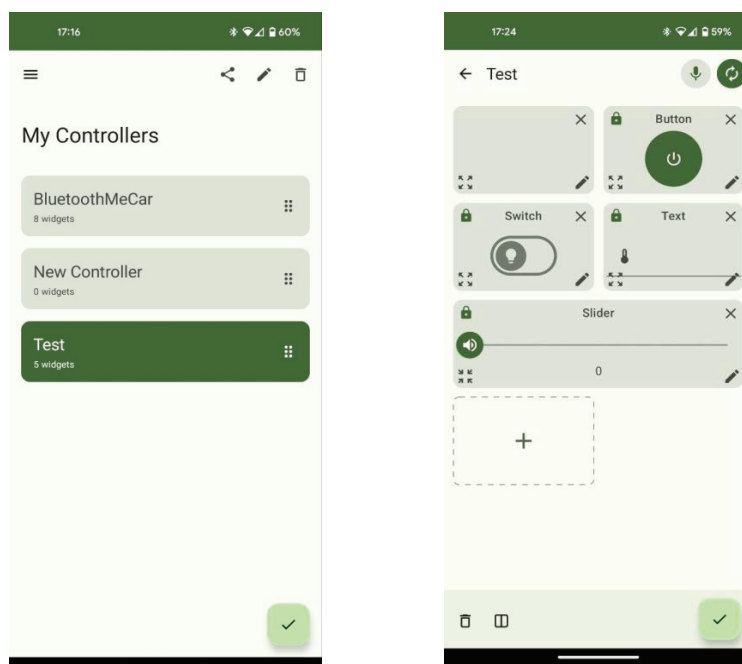 17:16
60%
My Controllers
BluetoothMeCar
8 widgets
New Controller
0 widgets
Test
5 widgets
17:24
59%
Test
Button
Switch
Text
Slider
0